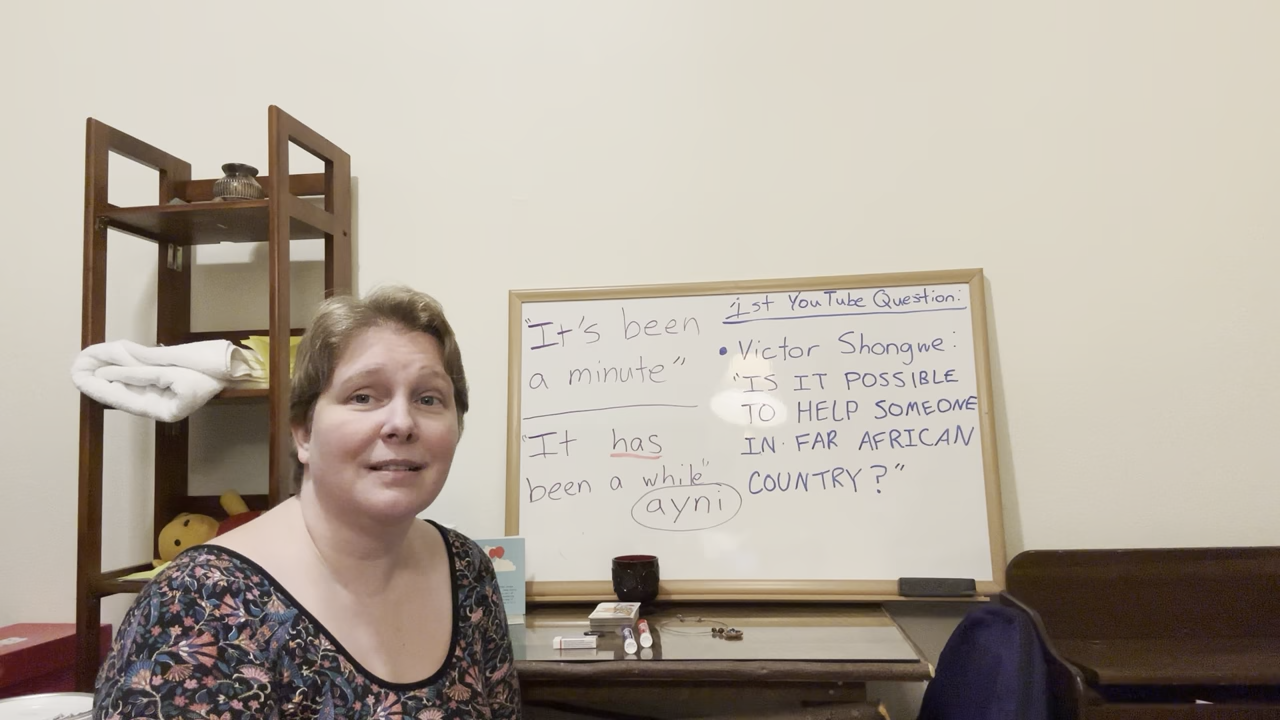 "It's been
a minute"
"It has
been a while"
ayni
1st YouTube Question:
• Victor Shongwe:
"IS IT POSSIBLE
TO HELP SOMEONE
IN FAR AFRICAN
COUNTRY?"